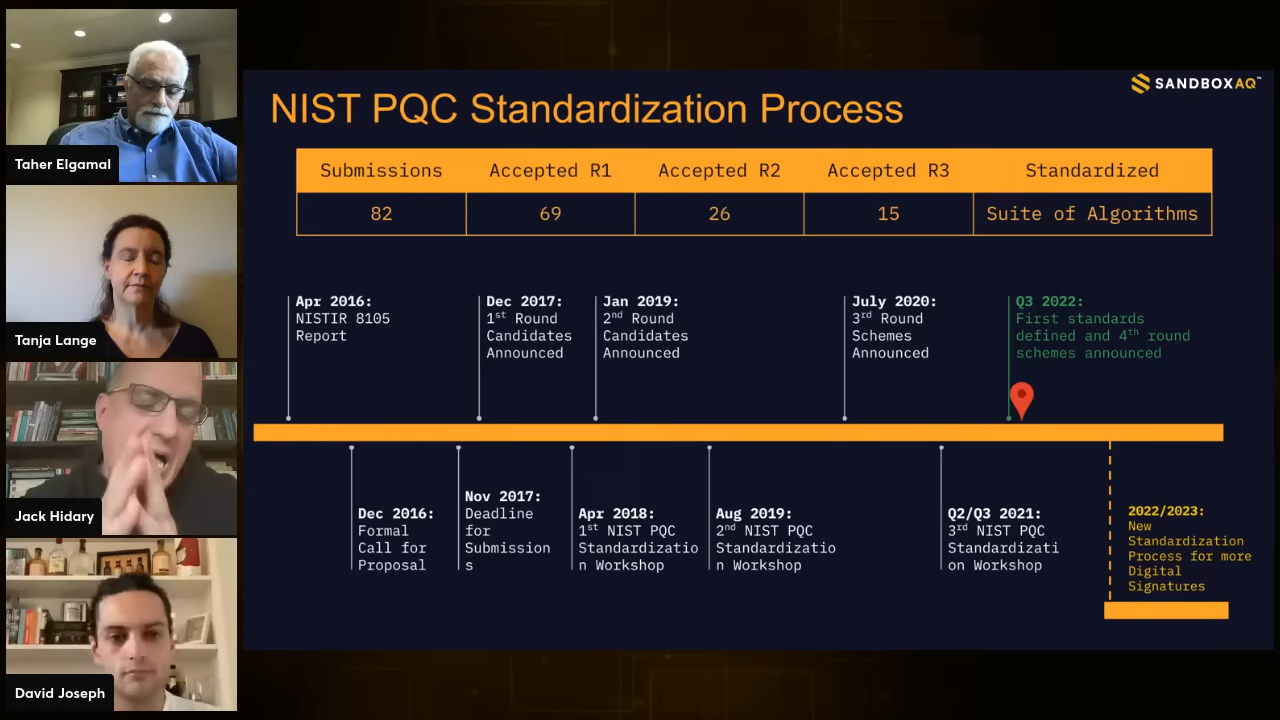 Taher Elgamal
Tanja Lange
Jack Hidary
David Joseph
SANDBOXAQ™
NIST PQC Standardization Process
Submissions Accepted R1 Accepted R2 Accepted R3 Standardized
82 69 26 15 Suite of Algorithms
Apr 2016:
NISTIR 8105
Report
Dec 2017:
1st Round
Candidates
Announced
Jan 2019:
2nd Round
Candidates
Announced
July 2020:
3rd Round
Schemes
Announced
Q3 2022:
First standards
defined and 4th round
schemes announced
Dec 2016:
Formal
Call for
Proposal
Nov 2017:
Deadline
for
Submission
s
Apr 2018:
1st NIST PQC
Standardizatio
n Workshop
Aug 2019:
2nd NIST PQC
Standardizatio
n Workshop
Q2/Q3 2021:
3rd NIST PQC
Standardizati
on Workshop
2022/2023:
New
Standardization
Process for more
Digital
Signatures